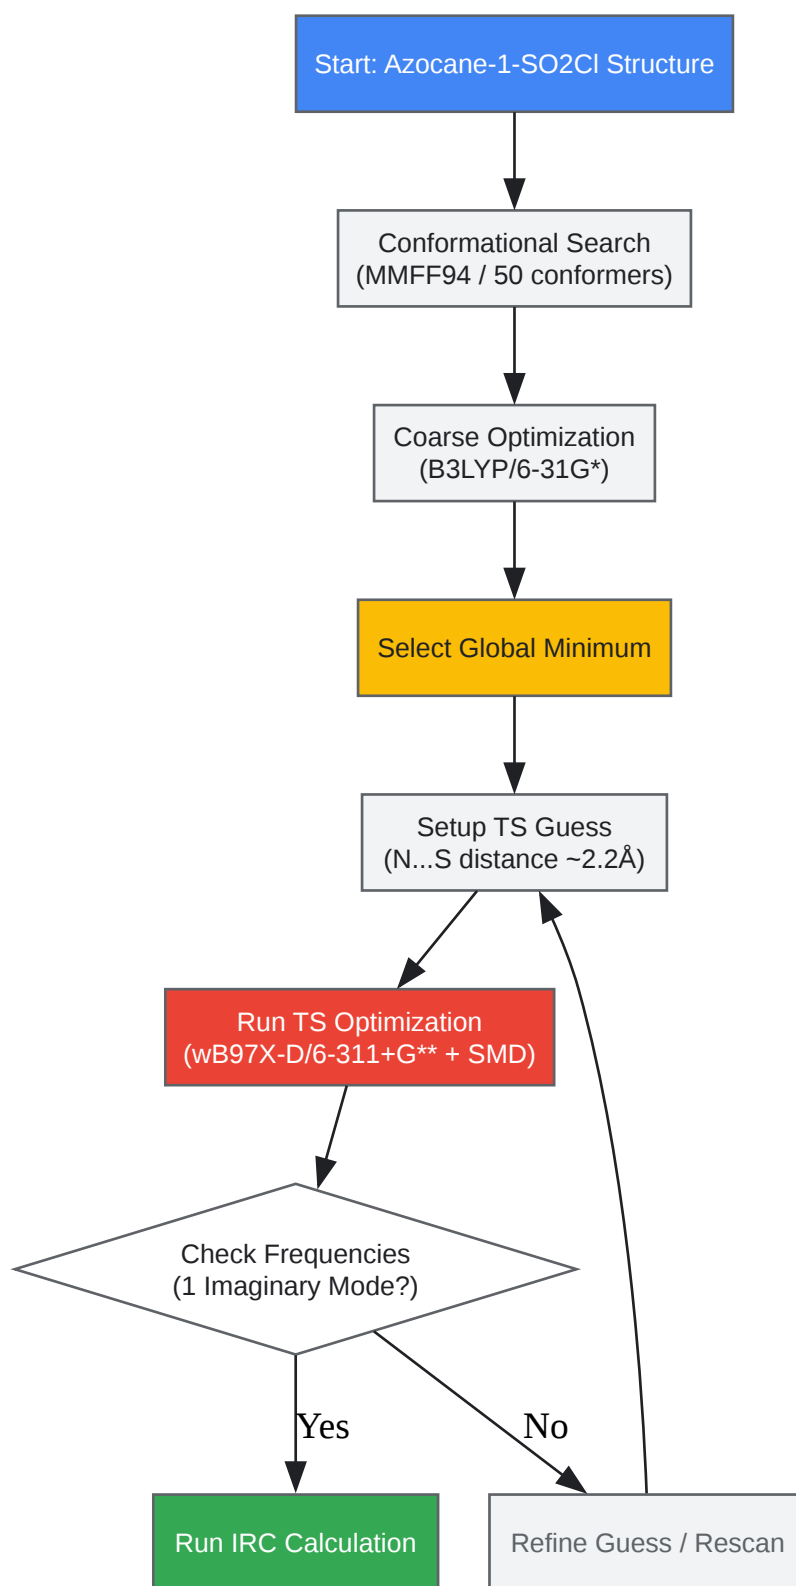 Start: Azocane-1-SO2Cl Structure
Conformational Search
(MMFF94 / 50 conformers)
Coarse Optimization
(B3LYP/6-31G*)
Select Global Minimum
Setup TS Guess
(N...S distance ~2.2Å)
Run TS Optimization
(wB97X-D/6-311+G** + SMD)
Check Frequencies
(1 Imaginary Mode?)
Yes
No
Run IRC Calculation
Refine Guess / Rescan